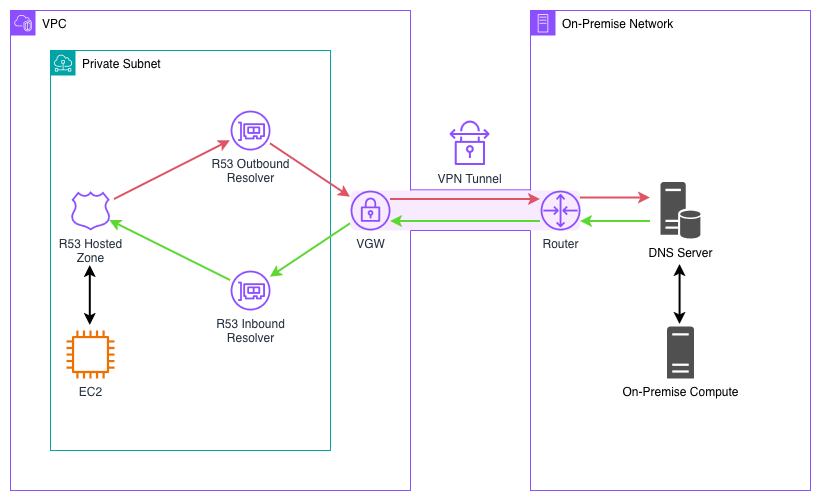 VPC
On-Premise Network
Private Subnet
R53 Outbound
Resolver
VPN Tunnel
R53 Hosted
Zone
VGW
Router
DNS Server
R53 Inbound
Resolver
EC2
On-Premise Compute